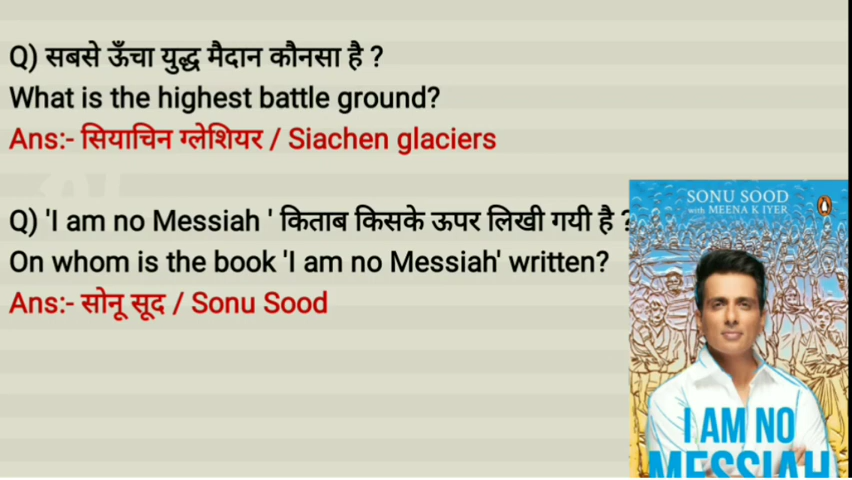 Q) सबसे ऊँचा युद्ध मैदान कौनसा है ?
What is the highest battle ground?
Ans:- सियाचिन ग्लेशियर / Siachen glaciers
Q) 'I am no Messiah ' किताब किसके ऊपर लिखी गयी है ?
On whom is the book 'I am no Messiah' written?
Ans:- सोनू सूद / Sonu Sood
SONU SOOD
with MEENA K IYER
I AM NO
MESSIAH